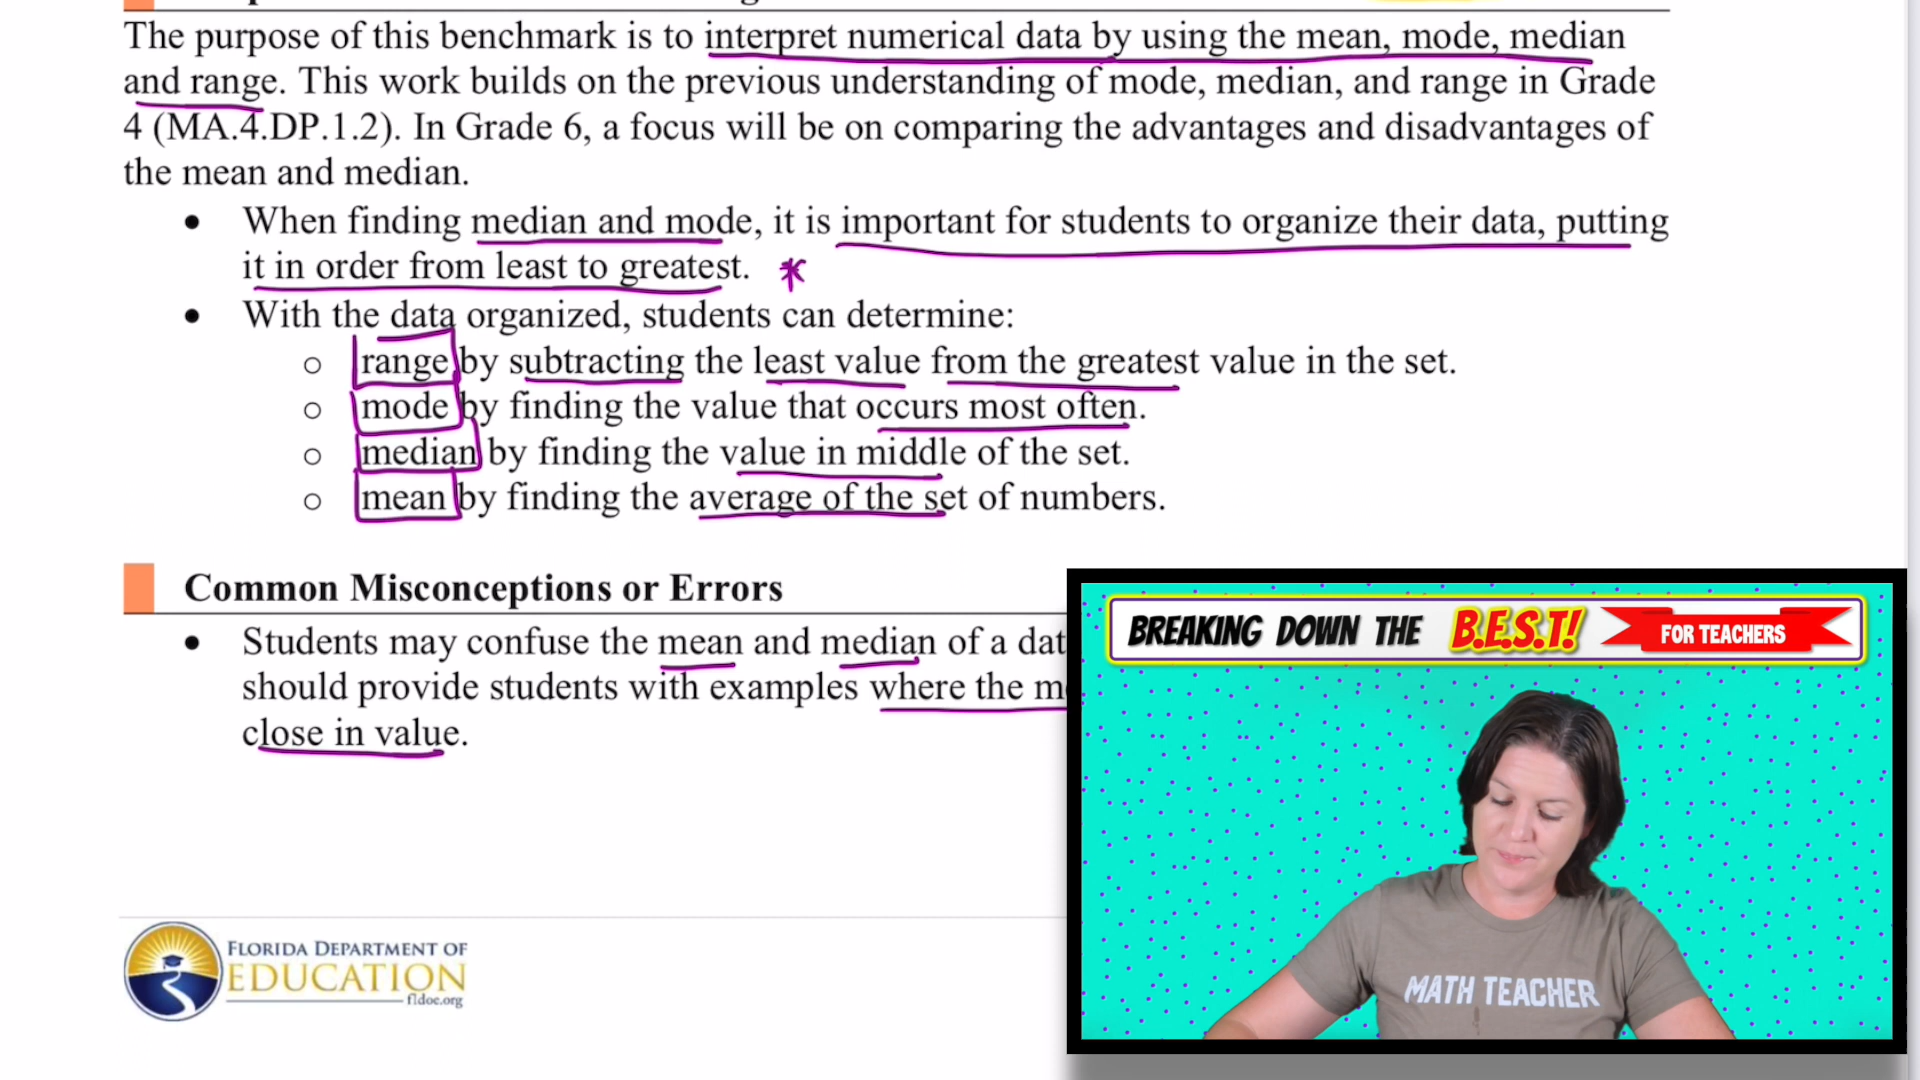 The purpose of this benchmark is to interpret numerical data by using the mean, mode, median
and range. This work builds on the previous understanding of mode, median, and range in Grade
4 (MA.4.DP.1.2). In Grade 6, a focus will be on comparing the advantages and disadvantages of
the mean and median.
• When finding median and mode, it is important for students to organize their data, putting
it in order from least to greatest. *
• With the data organized, students can determine:
o range by subtracting the least value from the greatest value in the set.
o mode by finding the value that occurs most often.
o median by finding the value in middle of the set.
o mean by finding the average of the set of numbers.
Common Misconceptions or Errors
• Students may confuse the mean and median of a dat
should provide students with examples where the m
close in value.
BREAKING DOWN THE B.E.S.T! FOR TEACHERS
MATH TEACHER
FLORIDA DEPARTMENT OF
EDUCATION
fldoe.org